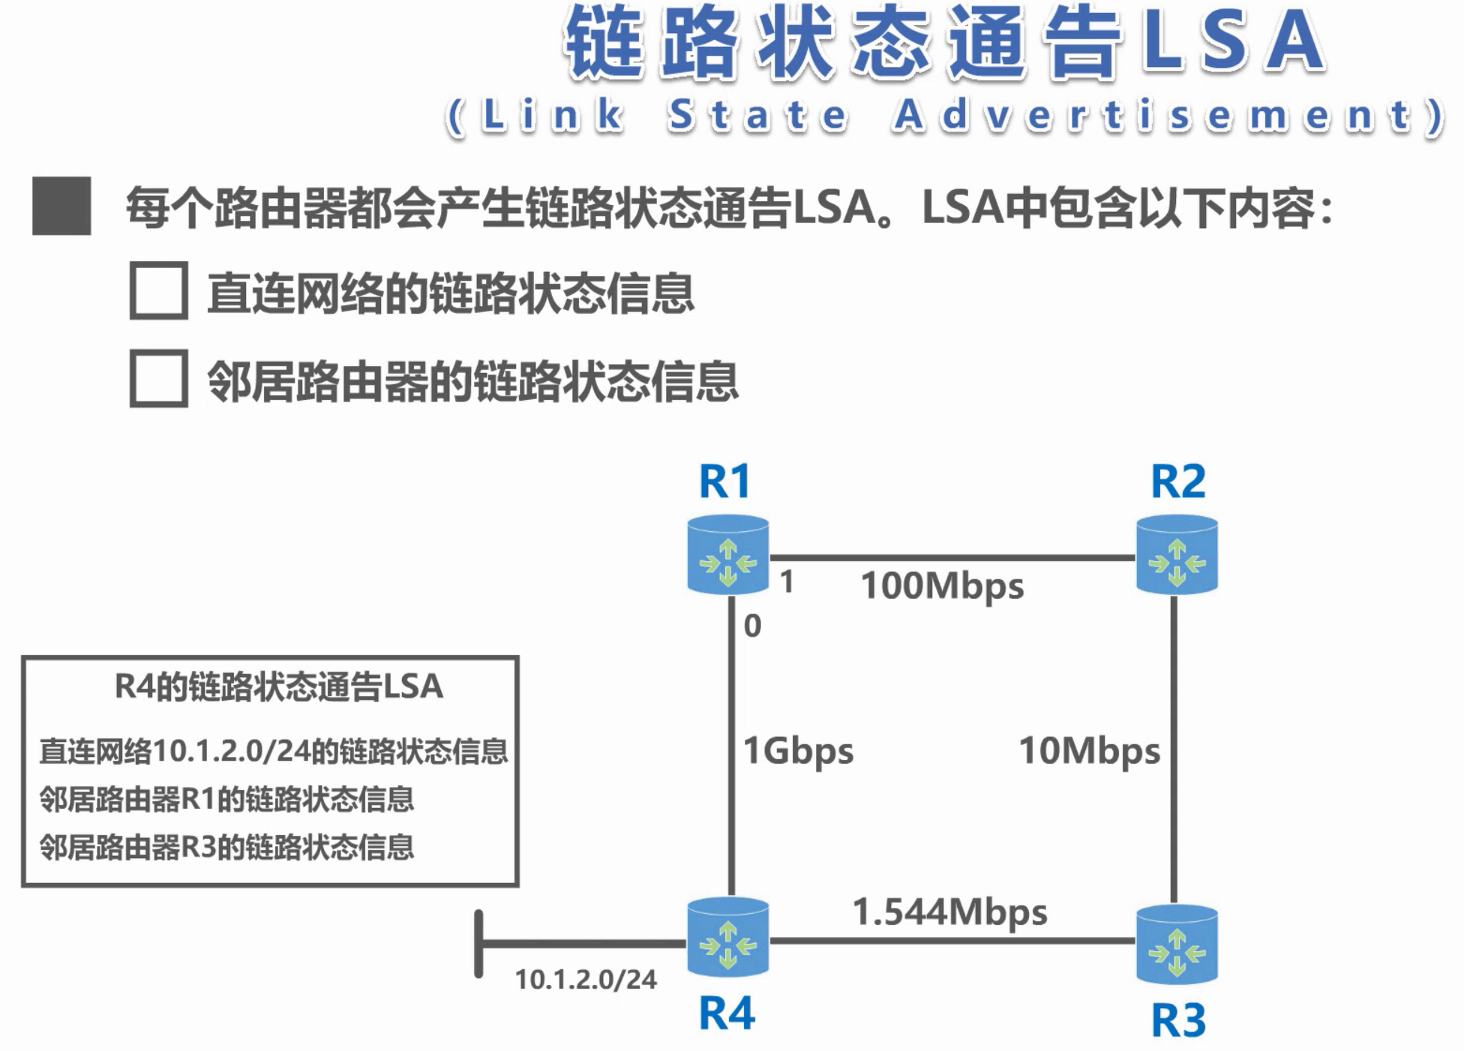 链路状态通告LSA
(Link State Advertisement)
每个路由器都会产生链路状态通告LSA。LSA中包含以下内容：
直连网络的链路状态信息
邻居路由器的链路状态信息
R1
R2
1
100Mbps
0
R4的链路状态通告LSA
直连网络10.1.2.0/24的链路状态信息
邻居路由器R1的链路状态信息
邻居路由器R3的链路状态信息
1Gbps
10Mbps
1.544Mbps
10.1.2.0/24
R4
R3